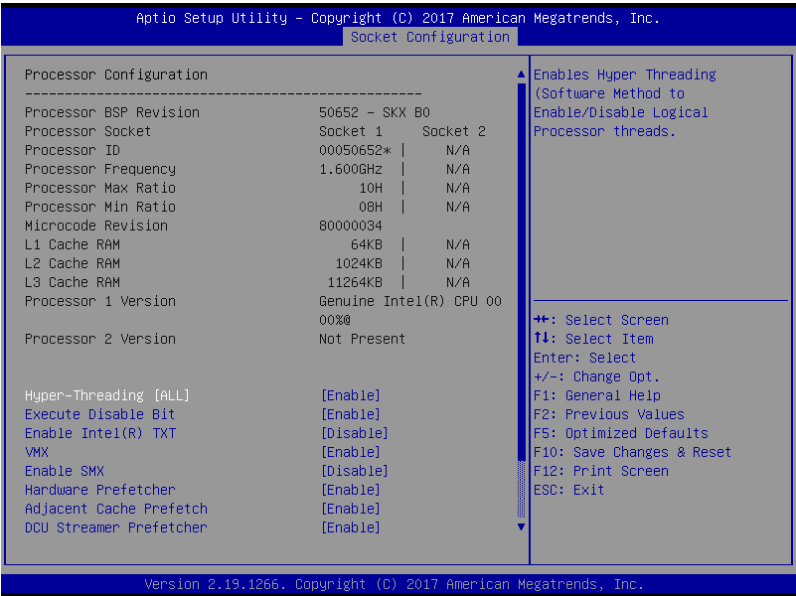 Aptio Setup Utility – Copyright (C) 2017 American Megatrends, Inc.
Socket Configuration
Processor Configuration
--------------------------------------------------
Processor BSP Revision 50652 - SKX B0
Processor Socket Socket 1 Socket 2
Processor ID 00050652* | N/A
Processor Frequency 1.600GHz | N/A
Processor Max Ratio 10H | N/A
Processor Min Ratio 08H | N/A
Microcode Revision 80000034
L1 Cache RAM 64KB | N/A
L2 Cache RAM 1024KB | N/A
L3 Cache RAM 11264KB | N/A
Processor 1 Version Genuine Intel(R) CPU 00
00%@
Processor 2 Version Not Present
Hyper-Threading [ALL] [Enable]
Execute Disable Bit [Enable]
Enable Intel(R) TXT [Disable]
VMX [Enable]
Enable SMX [Disable]
Hardware Prefetcher [Enable]
Adjacent Cache Prefetch [Enable]
DCU Streamer Prefetcher [Enable]
Enables Hyper Threading
(Software Method to
Enable/Disable Logical
Processor threads.
→←: Select Screen
↑↓: Select Item
Enter: Select
+/-: Change Opt.
F1: General Help
F2: Previous Values
F5: Optimized Defaults
F10: Save Changes & Reset
F12: Print Screen
ESC: Exit
Version 2.19.1266. Copyright (C) 2017 American Megatrends, Inc.